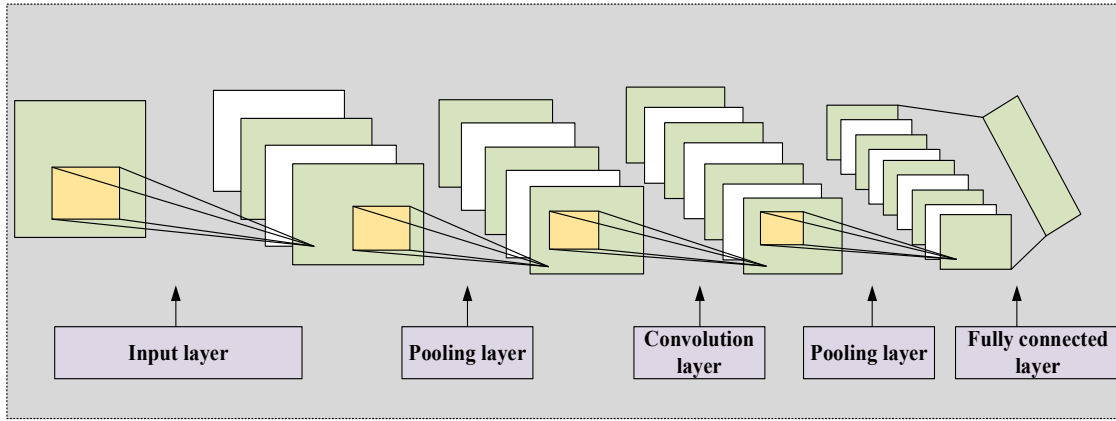 Input layer
Pooling layer
Convolution
layer
Pooling layer
Fully connected
layer